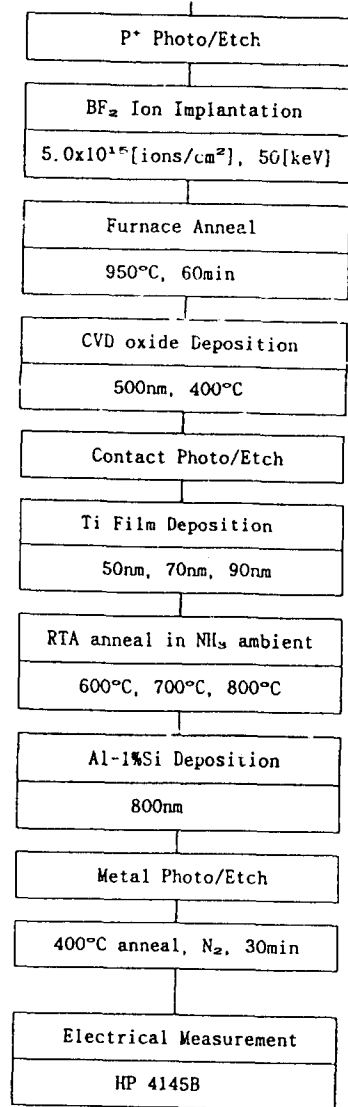 P⁺ Photo/Etch
BF₂ Ion Implantation
5.0x10¹⁵[ions/cm²], 50[keV]
Furnace Anneal
950°C, 60min
CVD oxide Deposition
500nm, 400°C
Contact Photo/Etch
Ti Film Deposition
50nm, 70nm, 90nm
RTA anneal in NH₃ ambient
600°C, 700°C, 800°C
Al-1%Si Deposition
800nm
Metal Photo/Etch
400°C anneal, N₂, 30min
Electrical Measurement
HP 4145B